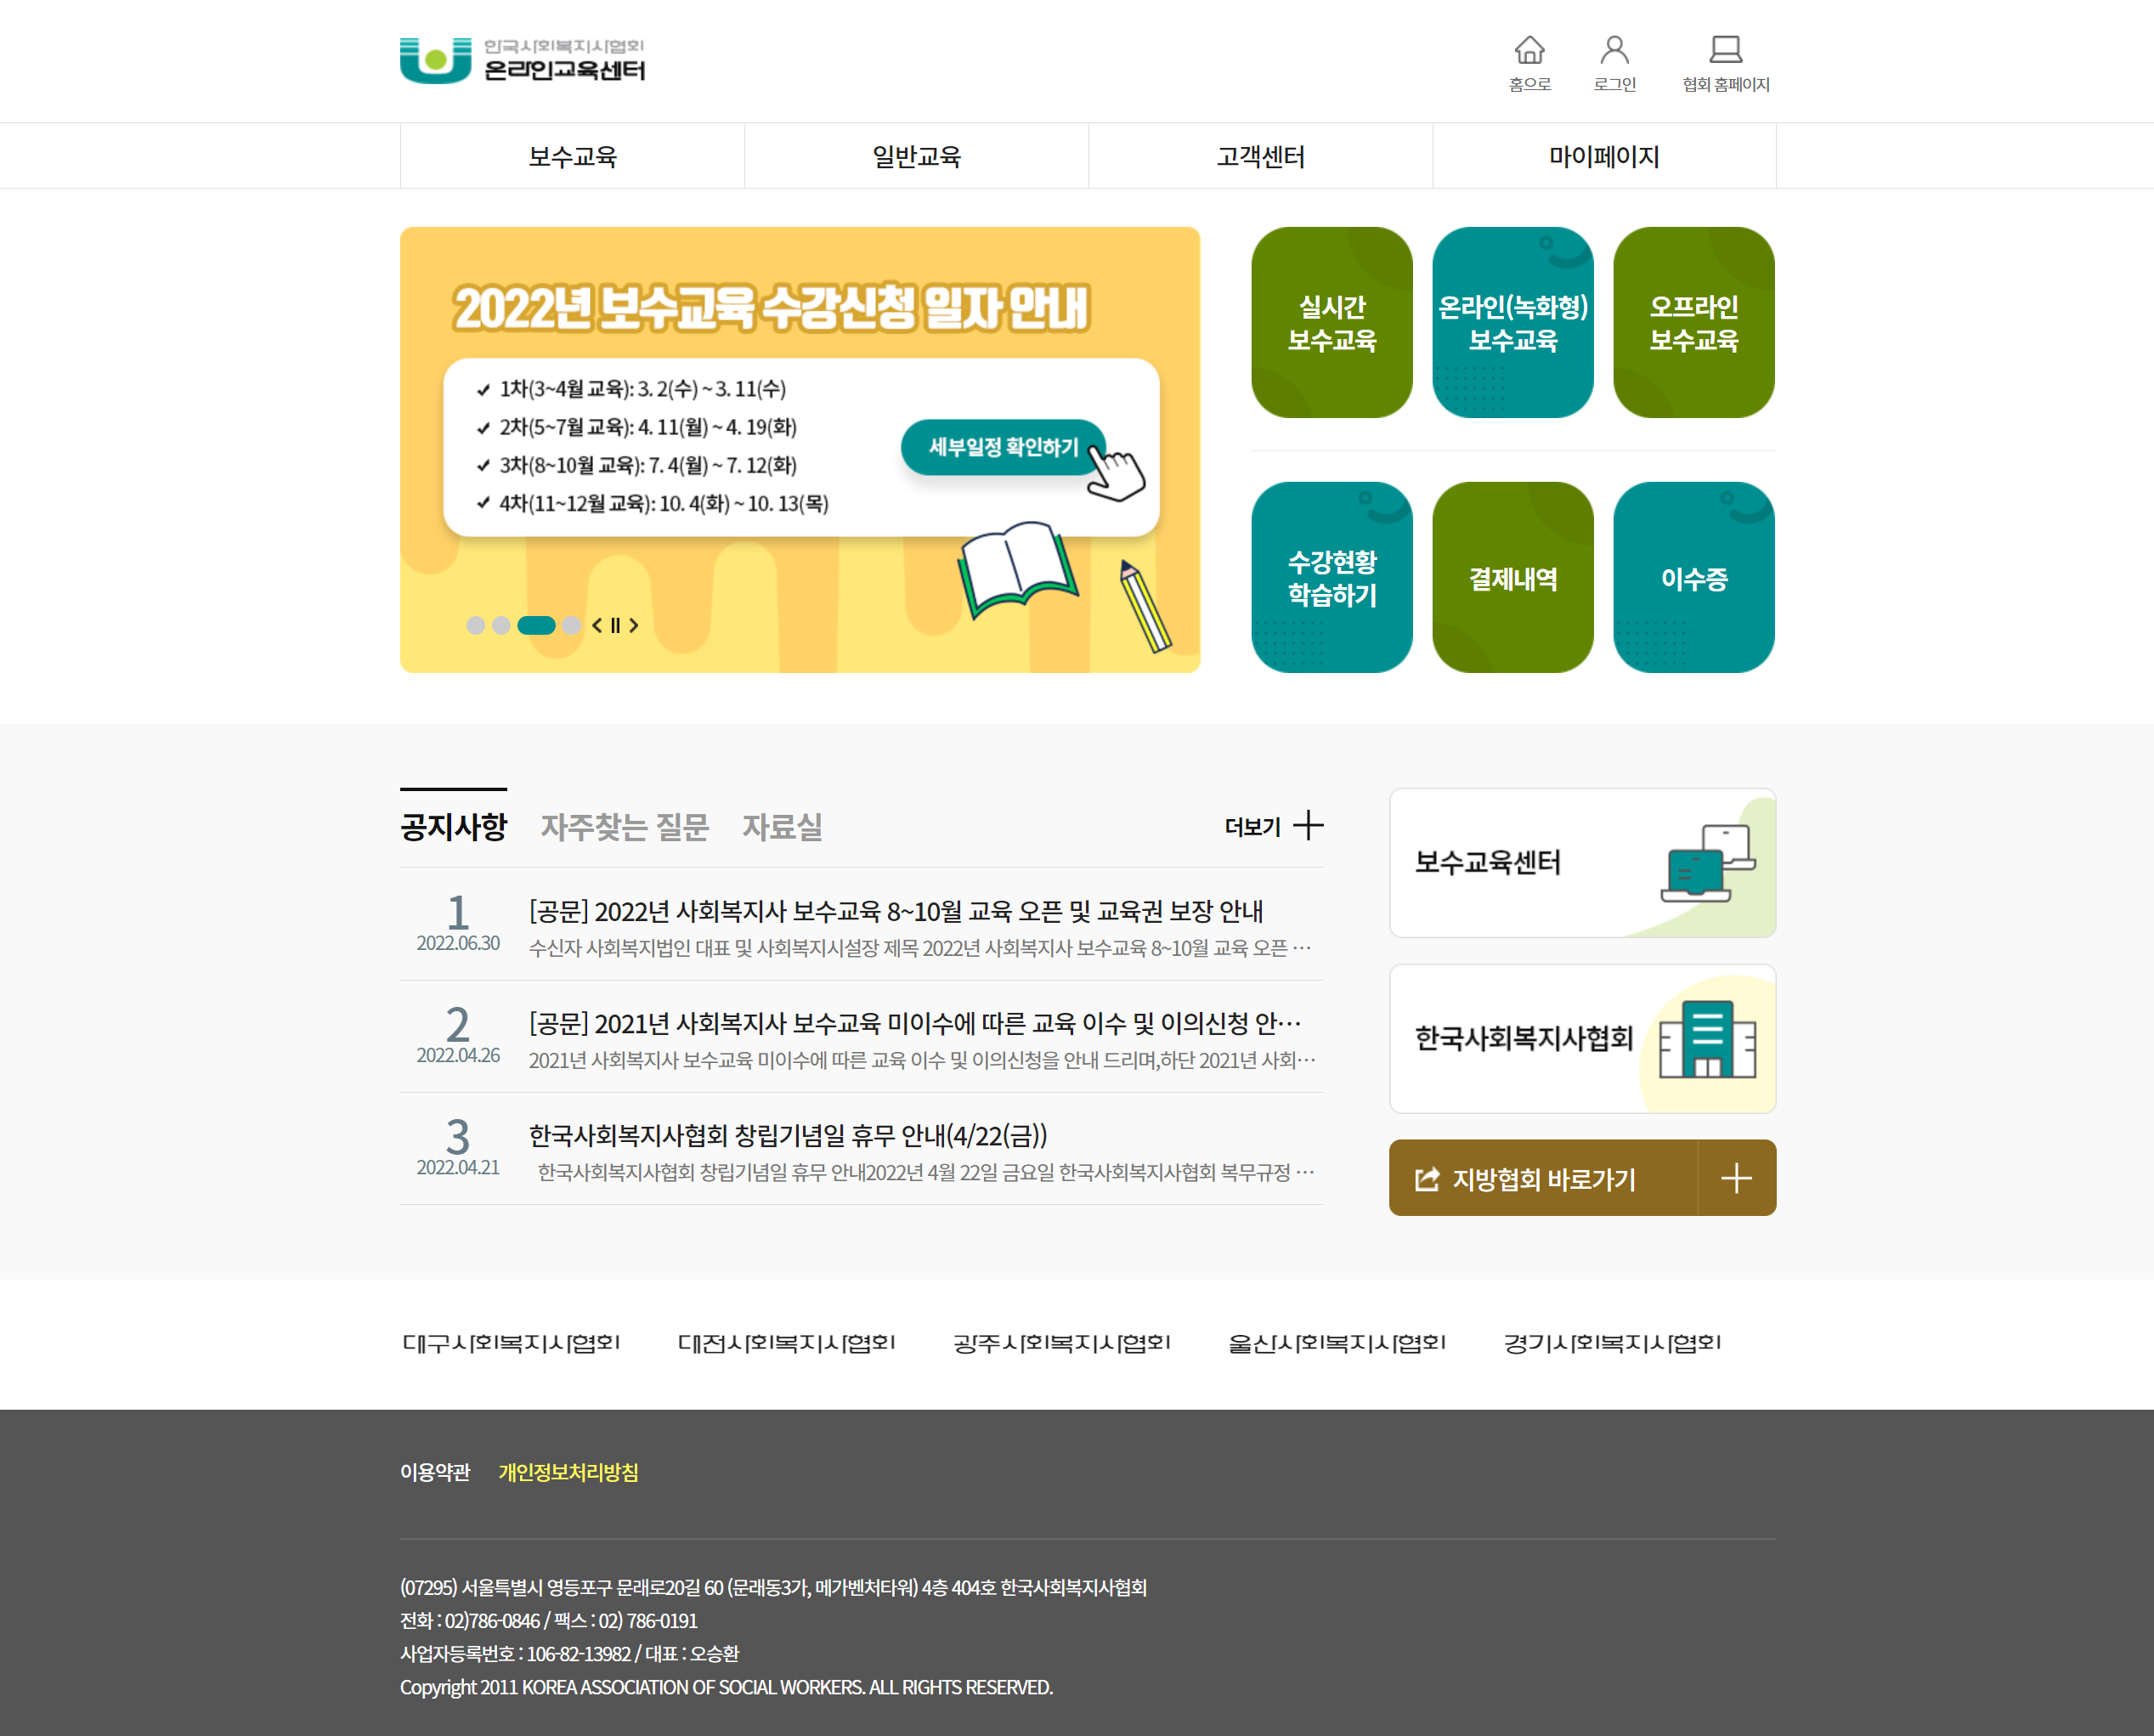 한국사회복지사협회
온라인교육센터
홈으로
로그인
협회 홈페이지
보수교육
일반교육
고객센터
마이페이지
2022년 보수교육 수강신청 일자 안내
1차(3~4월 교육): 3. 2(수) ~ 3. 11(수)
2차(5~7월 교육): 4. 11(월) ~ 4. 19(화)
3차(8~10월 교육): 7. 4(월) ~ 7. 12(화)
4차(11~12월 교육): 10. 4(화) ~ 10. 13(목)
세부일정 확인하기
실시간
보수교육
온라인(녹화형)
보수교육
오프라인
보수교육
수강현황
학습하기
결제내역
이수증
공지사항
자주찾는 질문
자료실
더보기
1
2022.06.30
[공문] 2022년 사회복지사 보수교육 8~10월 교육 오픈 및 교육권 보장 안내
수신자 사회복지법인 대표 및 사회복지시설장 제목 2022년 사회복지사 보수교육 8~10월 교육 오픈 …
2
2022.04.26
[공문] 2021년 사회복지사 보수교육 미이수에 따른 교육 이수 및 이의신청 안…
2021년 사회복지사 보수교육 미이수에 따른 교육 이수 및 이의신청을 안내 드리며,하단 2021년 사회…
3
2022.04.21
한국사회복지사협회 창립기념일 휴무 안내(4/22(금))
한국사회복지사협회 창립기념일 휴무 안내2022년 4월 22일 금요일 한국사회복지사협회 복무규정 …
보수교육센터
한국사회복지사협회
지방협회 바로가기
대구사회복지사협회
대전사회복지사협회
광주사회복지사협회
울산사회복지사협회
경기사회복지사협회
이용약관
개인정보처리방침
(07295) 서울특별시 영등포구 문래로20길 60 (문래동3가, 메가벤처타워) 4층 404호 한국사회복지사협회
전화 : 02)786-0846 / 팩스 : 02) 786-0191
사업자등록번호 : 106-82-13982 / 대표 : 오승환
Copyright 2011 KOREA ASSOCIATION OF SOCIAL WORKERS. ALL RIGHTS RESERVED.